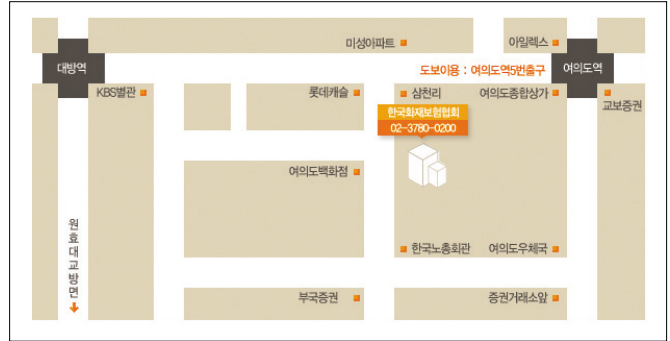 미성아파트
아일렉스
대방역
도보이용 : 여의도역5번출구
여의도역
KBS별관
롯데캐슬
삼천리
여의도종합상가
교보증권
한국화재보험협회
02-3780-0200
여의도백화점
원효대교방면
한국노총회관
여의도우체국
부국증권
증권거래소앞